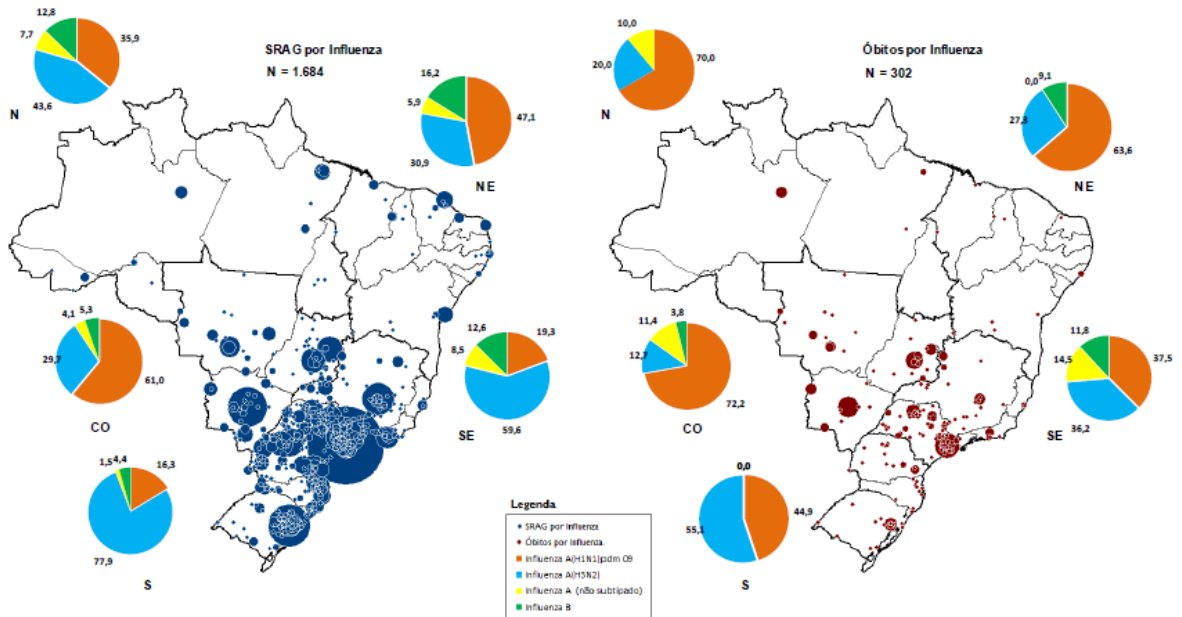 SRAG por Influenza
N = 1.684
12,8
7,7
35,9
43,6
N
16,2
5,9
47,1
30,9
NE
4,1
5,3
29,7
61,0
CO
12,6
19,3
8,5
59,6
SE
1,5
4,4
16,3
77,9
S
Óbitos por Influenza
N = 302
10,0
20,0
70,0
N
0,0
9,1
27,3
63,6
NE
11,4
3,8
12,7
72,2
CO
11,8
14,5
37,5
36,2
SE
0,0
55,1
44,9
S
Legenda
SRAG por Influenza
Óbitos por Influenza.
Influenza A(H1N1)pdm 09
Influenza A(H3N2)
Influenza A (não subtipado)
Influenza B